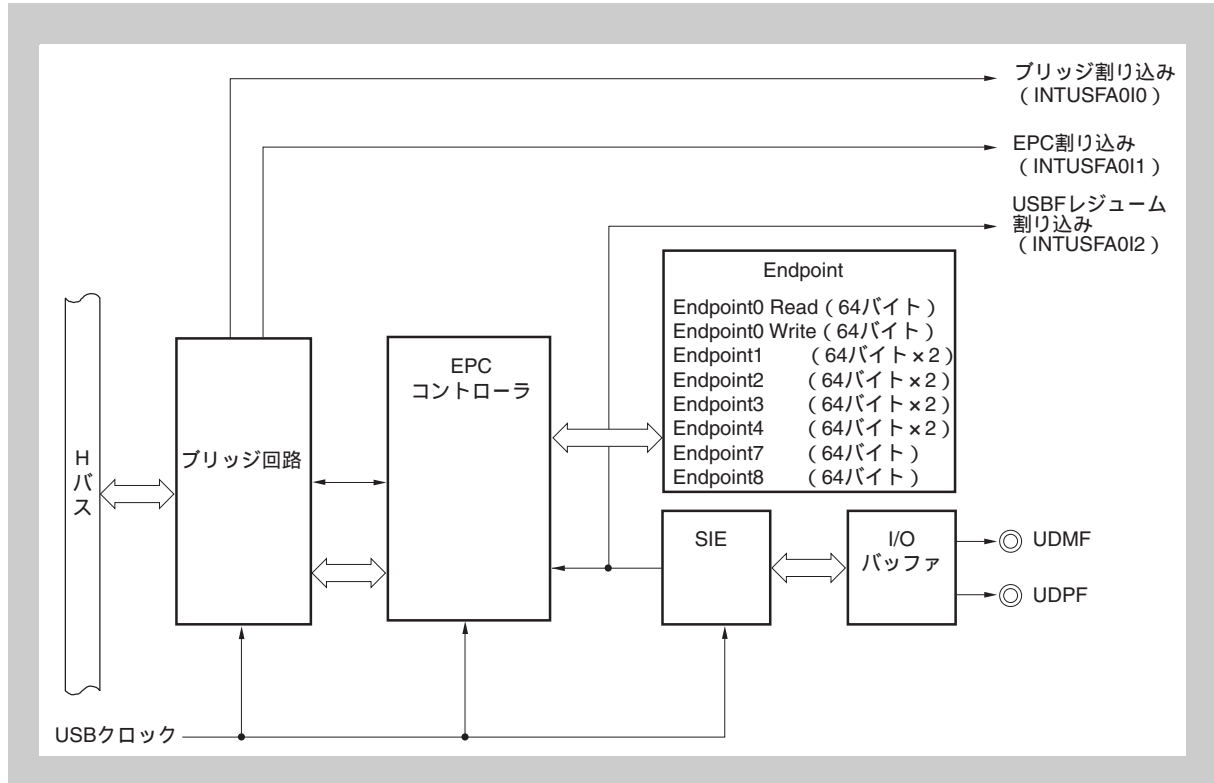 ブリッジ割り込み
(INTUSFA0I0)
EPC割り込み
(INTUSFA0I1)
USBFレジューム
割り込み
(INTUSFA0I2)
Endpoint
Endpoint0 Read(64バイト)
Endpoint0 Write(64バイト)
Endpoint1 (64バイト×2)
Endpoint2 (64バイト×2)
Endpoint3 (64バイト×2)
Endpoint4 (64バイト×2)
Endpoint7 (64バイト)
Endpoint8 (64バイト)
EPC
コントローラ
Hバス
ブリッジ回路
SIE
I/O
バッファ
UDMF
UDPF
USBクロック